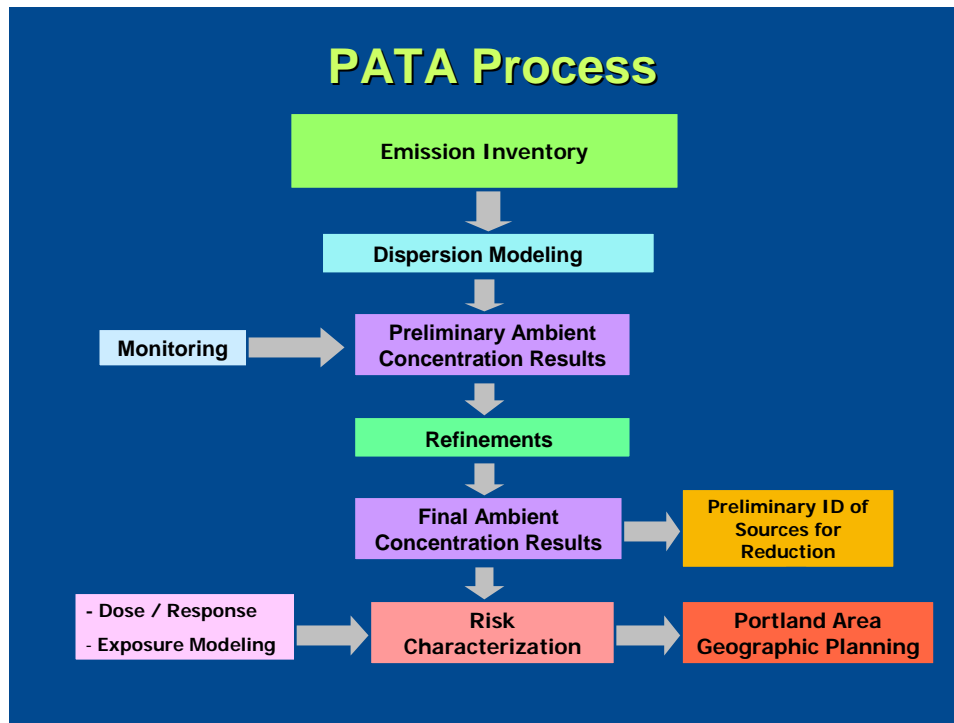 PATA Process
Emission Inventory
Dispersion Modeling
Monitoring
Preliminary Ambient
Concentration Results
Refinements
Final Ambient
Concentration Results
Preliminary ID of
Sources for
Reduction
- Dose / Response
- Exposure Modeling
Risk
Characterization
Portland Area
Geographic Planning